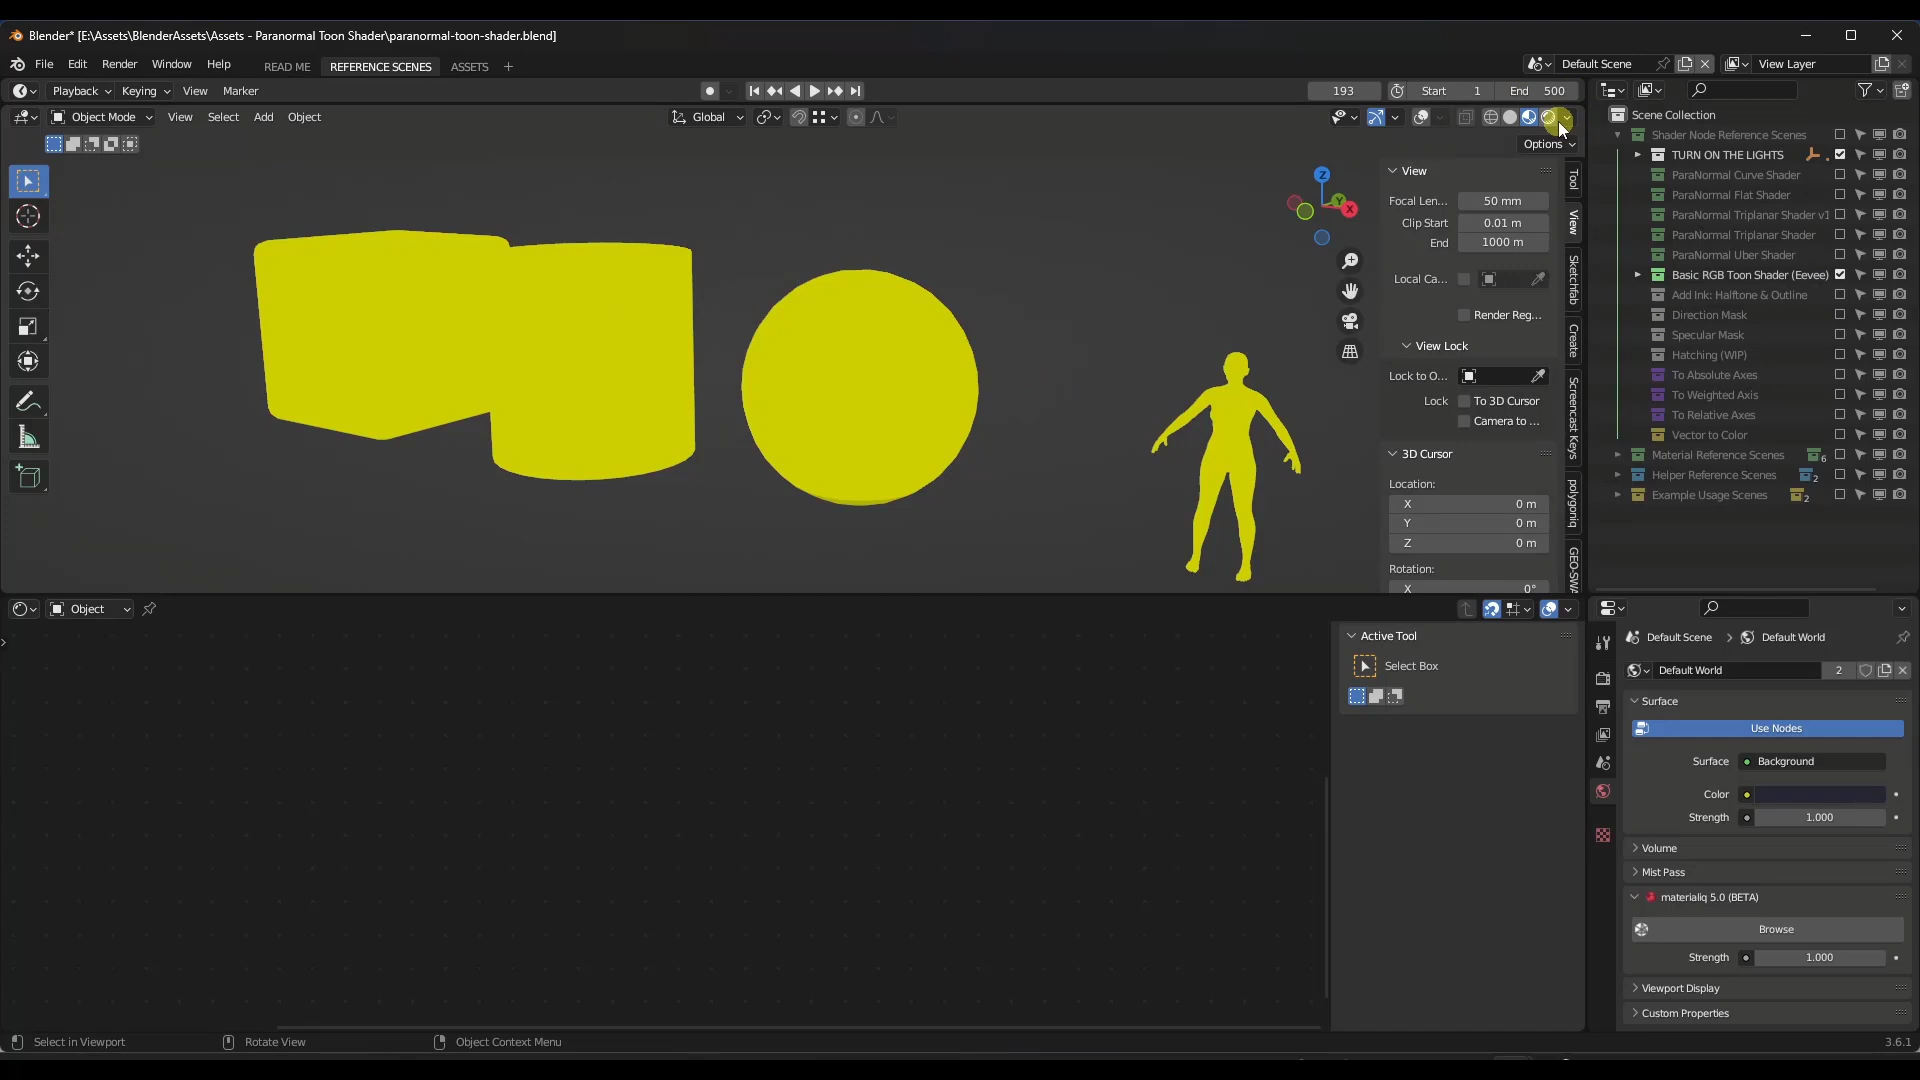 Blender* [E:\Assets\BlenderAssets\Assets - Paranormal Toon Shader\paranormal-toon-shader.blend]
File Edit Render Window Help READ ME REFERENCE SCENES ASSETS + Default Scene View Layer
Playback Keying View Marker 193 Start 1 End 500
Object Mode View Select Add Object Global
Options
Scene Collection
Shader Node Reference Scenes
TURN ON THE LIGHTS
ParaNormal Curve Shader
ParaNormal Flat Shader
ParaNormal Triplanar Shader v1
ParaNormal Triplanar Shader
ParaNormal Uber Shader
Basic RGB Toon Shader (Eevee)
Add Ink: Halftone & Outline
Direction Mask
Specular Mask
Hatching (WIP)
To Absolute Axes
To Weighted Axis
To Relative Axes
Vector to Color
Material Reference Scenes 6
Helper Reference Scenes 2
Example Usage Scenes 2
Z
Y
X
View
Focal Len... 50 mm
Clip Start 0.01 m
End 1000 m
Local Ca...
Render Reg...
View Lock
Lock to O...
Lock To 3D Cursor
Camera to ...
3D Cursor
Location:
X 0 m
Y 0 m
Z 0 m
Rotation:
X 0°
Tool
View
Sketchfab
Create
Screencast Keys
polygoniq
GEO-SWA
Object
Active Tool
Select Box
Default Scene > Default World
Default World 2
Surface
Use Nodes
Surface Background
Color
Strength 1.000
Volume
Mist Pass
materialiq 5.0 (BETA)
Browse
Strength 1.000
Viewport Display
Custom Properties
Select in Viewport Rotate View Object Context Menu 3.6.1